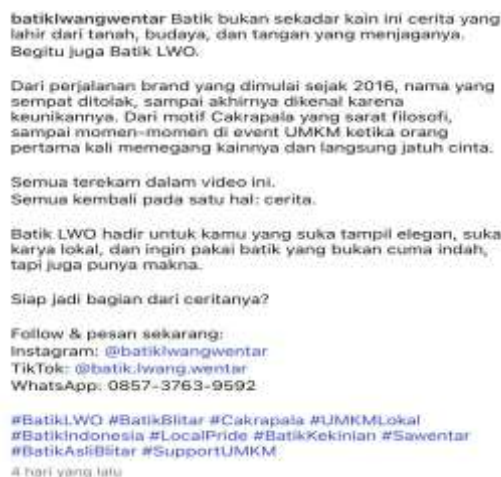 batiklwangwentar Batik bukan sekadar kain ini cerita yang
lahir dari tanah, budaya, dan tangan yang menjaganya.
Begitu juga Batik LWO.
Dari perjalanan brand yang dimulai sejak 2016, nama yang
sempat ditolak, sampai akhirnya dikenal karena
keunikannya. Dari motif Cakrapala yang sarat filosofi,
sampai momen-momen di event UMKM ketika orang
pertama kali memegang kainnya dan langsung jatuh cinta.
Semua terekam dalam video ini.
Semua kembali pada satu hal: cerita.
Batik LWO hadir untuk kamu yang suka tampil elegan, suka
karya lokal, dan ingin pakai batik yang bukan cuma indah,
tapi juga punya makna.
Siap jadi bagian dari ceritanya?
Follow & pesan sekarang:
Instagram: @batiklwangwentar
TikTok: @batik.lwang.wentar
WhatsApp: 0857-3763-9592
#BatikLWO #BatikBlitar #Cakrapala #UMKMLokal
#BatikIndonesia #LocalPride #BatikKekinian #Sawentar
#BatikAsliBlitar #SupportUMKM
4 hari yang lalu